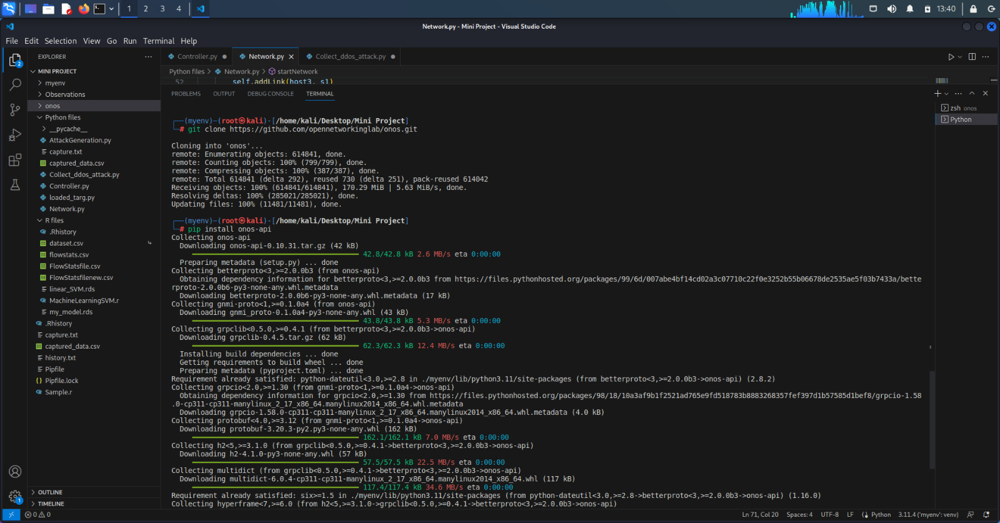 1 2 3 4
13:40
Network.py - Mini Project - Visual Studio Code
File Edit Selection View Go Run Terminal Help
EXPLORER
MINI PROJECT
myenv
Observations
onos
Python files
__pycache__
AttackGeneration.py
capture.txt
captured_data.csv
Collect_ddos_attack.py
Controller.py
loaded_targ.py
Network.py
R files
.Rhistory
dataset.csv
flowstats.csv
FlowStatsfile.csv
FlowStatsfilenew.csv
linear_SVM.rds
MachineLearningSVM.r
my_model.rds
.Rhistory
capture.txt
captured_data.csv
history.txt
Pipfile
Pipfile.lock
Sample.r
OUTLINE
TIMELINE
2
1
Controller.py Network.py Collect_ddos_attack.py
Python files > Network.py > startNetwork
52 self.addLink(host3, s1)
PROBLEMS OUTPUT DEBUG CONSOLE TERMINAL
zsh onos
Python
(myenv)-(root㉿kali)-[/home/kali/Desktop/Mini Project]
# git clone https://github.com/opennetworkinglab/onos.git
Cloning into 'onos'...
remote: Enumerating objects: 614841, done.
remote: Counting objects: 100% (799/799), done.
remote: Compressing objects: 100% (387/387), done.
remote: Total 614841 (delta 292), reused 730 (delta 251), pack-reused 614042
Receiving objects: 100% (614841/614841), 170.29 MiB | 5.63 MiB/s, done.
Resolving deltas: 100% (285021/285021), done.
Updating files: 100% (11481/11481), done.
(myenv)-(root㉿kali)-[/home/kali/Desktop/Mini Project]
# pip install onos-api
Collecting onos-api
Downloading onos-api-0.10.31.tar.gz (42 kB)
42.8/42.8 kB 2.6 MB/s eta 0:00:00
Preparing metadata (setup.py) ... done
Collecting betterproto<3,>=2.0.0b3 (from onos-api)
Obtaining dependency information for betterproto<3,>=2.0.0b3 from https://files.pythonhosted.org/packages/99/6d/007abe4bf14cd02a3c07710c22f0e3252b55b06678de2535ae5f03b7433a/bette
rproto-2.0.0b6-py3-none-any.whl.metadata
Downloading betterproto-2.0.0b6-py3-none-any.whl.metadata (17 kB)
Collecting gnmi-proto<1,>=0.1.0a4 (from onos-api)
Downloading gnmi_proto-0.1.0a4-py3-none-any.whl (43 kB)
43.8/43.8 kB 5.3 MB/s eta 0:00:00
Collecting grpclib<0.5.0,>=0.4.1 (from betterproto<3,>=2.0.0b3->onos-api)
Downloading grpclib-0.4.5.tar.gz (62 kB)
62.3/62.3 kB 12.4 MB/s eta 0:00:00
Installing build dependencies ... done
Getting requirements to build wheel ... done
Preparing metadata (pyproject.toml) ... done
Requirement already satisfied: python-dateutil<3.0,>=2.8 in ./myenv/lib/python3.11/site-packages (from betterproto<3,>=2.0.0b3->onos-api) (2.8.2)
Collecting grpcio<2.0,>=1.30 (from gnmi-proto<1,>=0.1.0a4->onos-api)
Obtaining dependency information for grpcio<2.0,>=1.30 from https://files.pythonhosted.org/packages/98/18/10a3af9b1f2521ad765e9fd518783b8883268357fef397d1b57585d1bef8/grpcio-1.58
.0-cp311-cp311-manylinux_2_17_x86_64.manylinux2014_x86_64.whl.metadata
Downloading grpcio-1.58.0-cp311-cp311-manylinux_2_17_x86_64.manylinux2014_x86_64.whl.metadata (4.0 kB)
Collecting protobuf<4.0,>=3.12 (from gnmi-proto<1,>=0.1.0a4->onos-api)
Downloading protobuf-3.20.3-py2.py3-none-any.whl (162 kB)
162.1/162.1 kB 7.0 MB/s eta 0:00:00
Collecting h2<5,>=3.1.0 (from grpclib<0.5.0,>=0.4.1->betterproto<3,>=2.0.0b3->onos-api)
Downloading h2-4.1.0-py3-none-any.whl (57 kB)
57.5/57.5 kB 22.5 MB/s eta 0:00:00
Collecting multidict (from grpclib<0.5.0,>=0.4.1->betterproto<3,>=2.0.0b3->onos-api)
Downloading multidict-6.0.4-cp311-cp311-manylinux_2_17_x86_64.manylinux2014_x86_64.whl (117 kB)
117.4/117.4 kB 34.6 MB/s eta 0:00:00
Requirement already satisfied: six>=1.5 in ./myenv/lib/python3.11/site-packages (from python-dateutil<3.0,>=2.8->betterproto<3,>=2.0.0b3->onos-api) (1.16.0)
Collecting hyperframe<7,>=6.0 (from h2<5,>=3.1.0->grpclib<0.5.0,>=0.4.1->betterproto<3,>=2.0.0b3->onos-api)
0 0
Ln 71, Col 20 Spaces: 4 UTF-8 LF Python 3.11.4 ('myenv': venv)